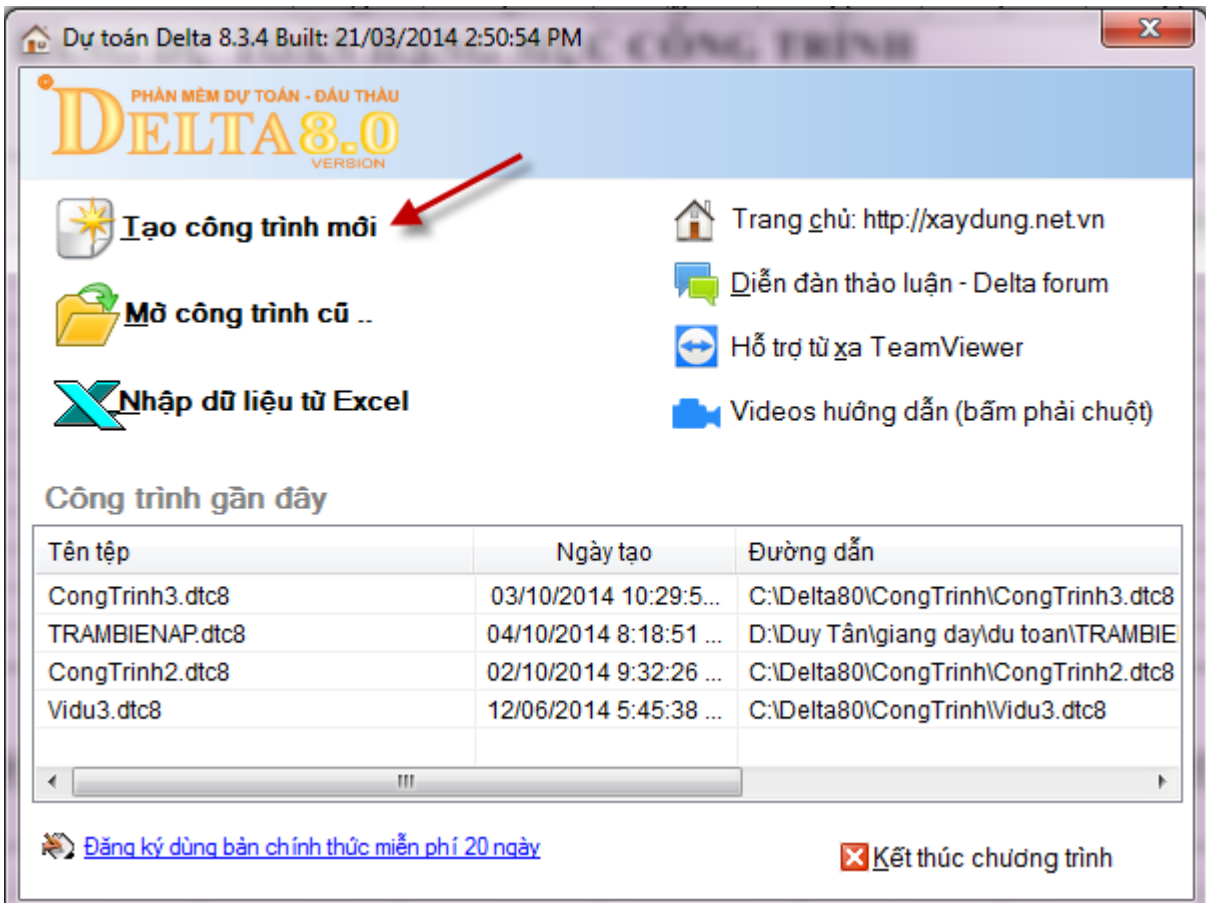 Dự toán Delta 8.3.4 Built: 21/03/2014 2:50:54 PM
PHẦN MỀM DỰ TOÁN - ĐẤU THẦU
DELTA8.0
VERSION
Tạo công trình mới
Mở công trình cũ ..
Nhập dữ liệu từ Excel
Trang chủ: http://xaydung.net.vn
Diễn đàn thảo luận - Delta forum
Hỗ trợ từ xa TeamViewer
Videos hướng dẫn (bấm phải chuột)
Công trình gần đây
Tên tệp Ngày tạo Đường dẫn
CongTrinh3.dtc8 03/10/2014 10:29:5... C:\Delta80\CongTrinh\CongTrinh3.dtc8
TRAMBIENAP.dtc8 04/10/2014 8:18:51 ... D:\Duy Tân\giang day\du toan\TRAMBIE
CongTrinh2.dtc8 02/10/2014 9:32:26 ... C:\Delta80\CongTrinh\CongTrinh2.dtc8
Vidu3.dtc8 12/06/2014 5:45:38 ... C:\Delta80\CongTrinh\Vidu3.dtc8
Đăng ký dùng bản chính thức miễn phí 20 ngày
Kết thúc chương trình